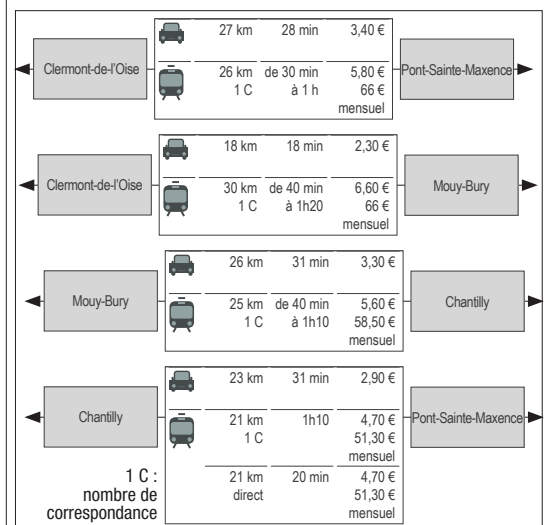 27 km 28 min 3,40 €
Clermont-de-l'Oise Pont-Sainte-Maxence
26 km de 30 min 5,80 €
1 C à 1 h 66 €
mensuel
18 km 18 min 2,30 €
Clermont-de-l'Oise Mouy-Bury
30 km de 40 min 6,60 €
1 C à 1h20 66 €
mensuel
26 km 31 min 3,30 €
Mouy-Bury Chantilly
25 km de 40 min 5,60 €
1 C à 1h10 58,50 €
mensuel
23 km 31 min 2,90 €
Chantilly Pont-Sainte-Maxence
21 km 1h10 4,70 €
1 C 51,30 €
mensuel
21 km 20 min 4,70 €
direct 51,30 €
mensuel
1 C :
nombre de
correspondance